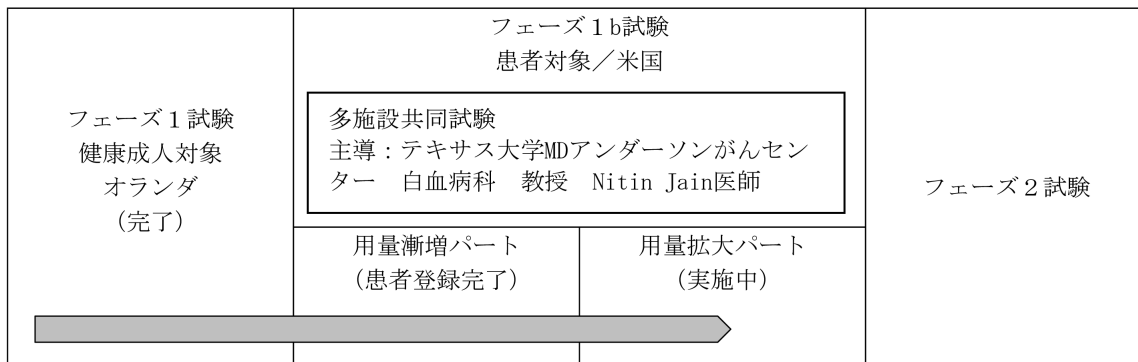 フェーズ１試験
健康成人対象
オランダ
(完了)
フェーズ１b試験
患者対象／米国
多施設共同試験
主導：テキサス大学MDアンダーソンがんセン
ター　白血病科　教授　Nitin Jain医師
用量漸増パート
(患者登録完了)
用量拡大パート
(実施中)
フェーズ２試験